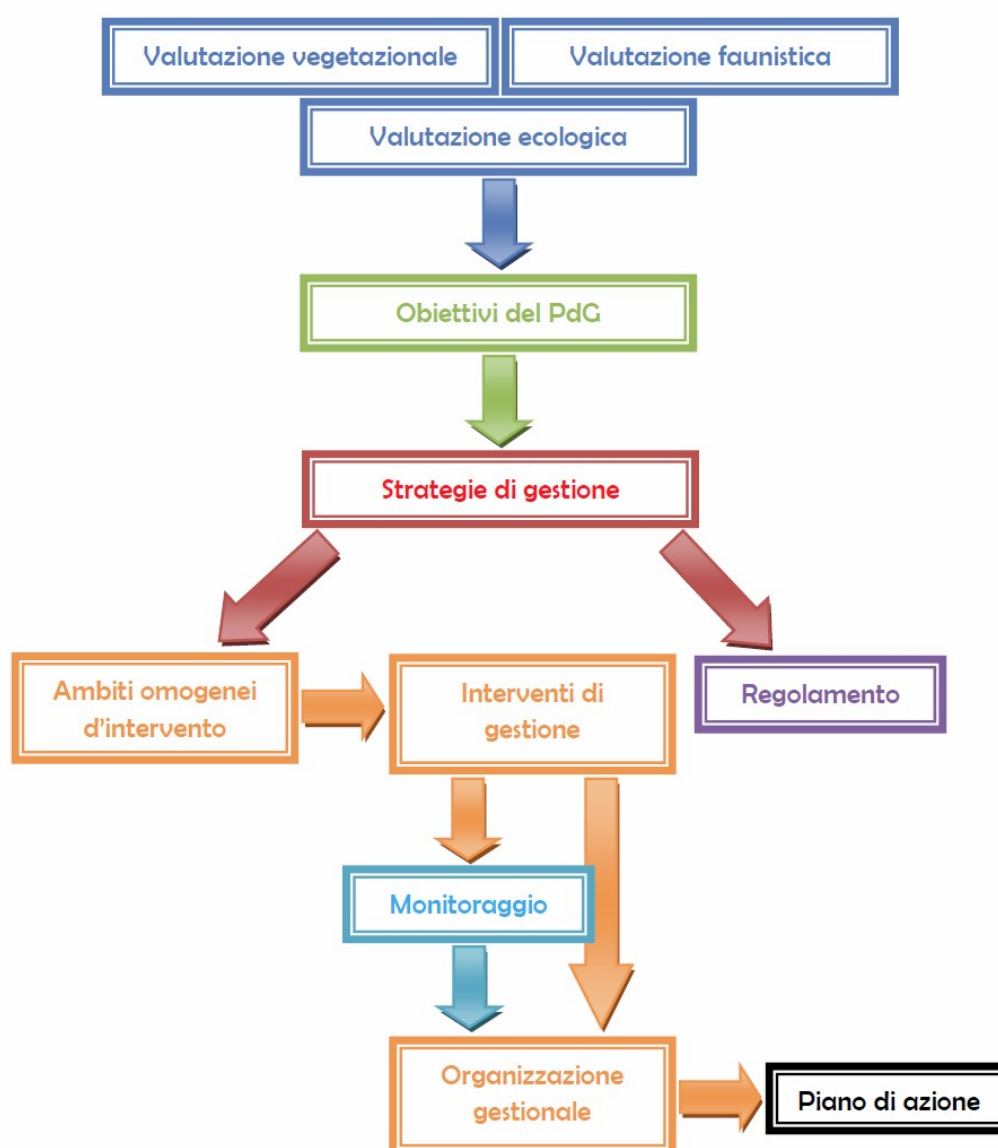 Valutazione vegetazionale
Valutazione faunistica
Valutazione ecologica
Obiettivi del PdG
Strategie di gestione
Ambiti omogenei
d'intervento
Interventi di
gestione
Regolamento
Monitoraggio
Organizzazione
gestionale
Piano di azione